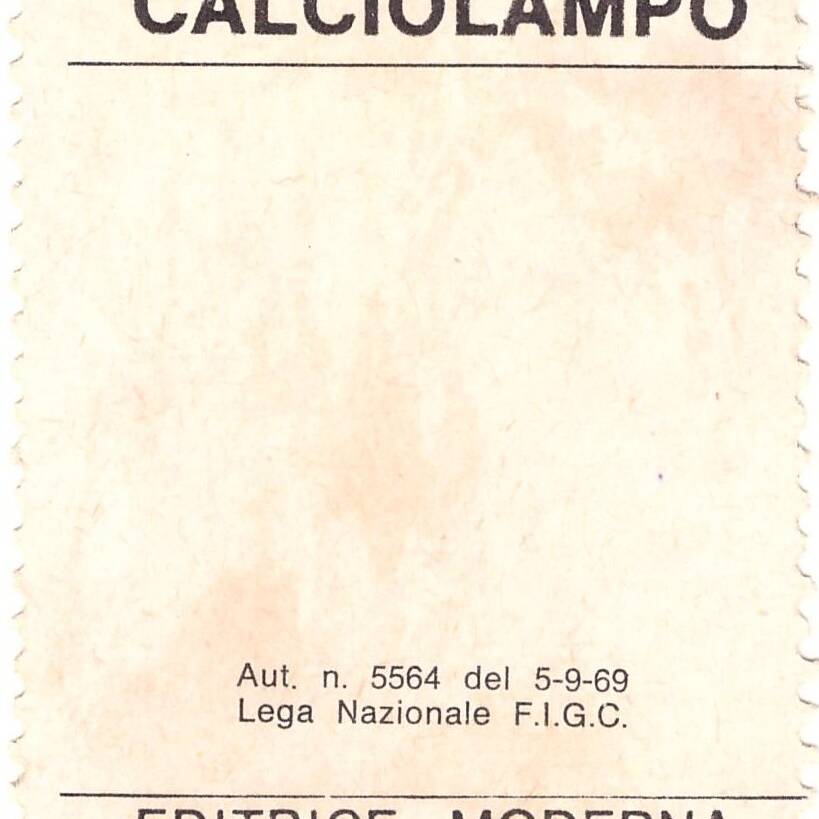 CALCIOLAMPO
Aut. n. 5564 del 5-9-69
Lega Nazionale F.I.G.C.
EDITRICE MODERNA